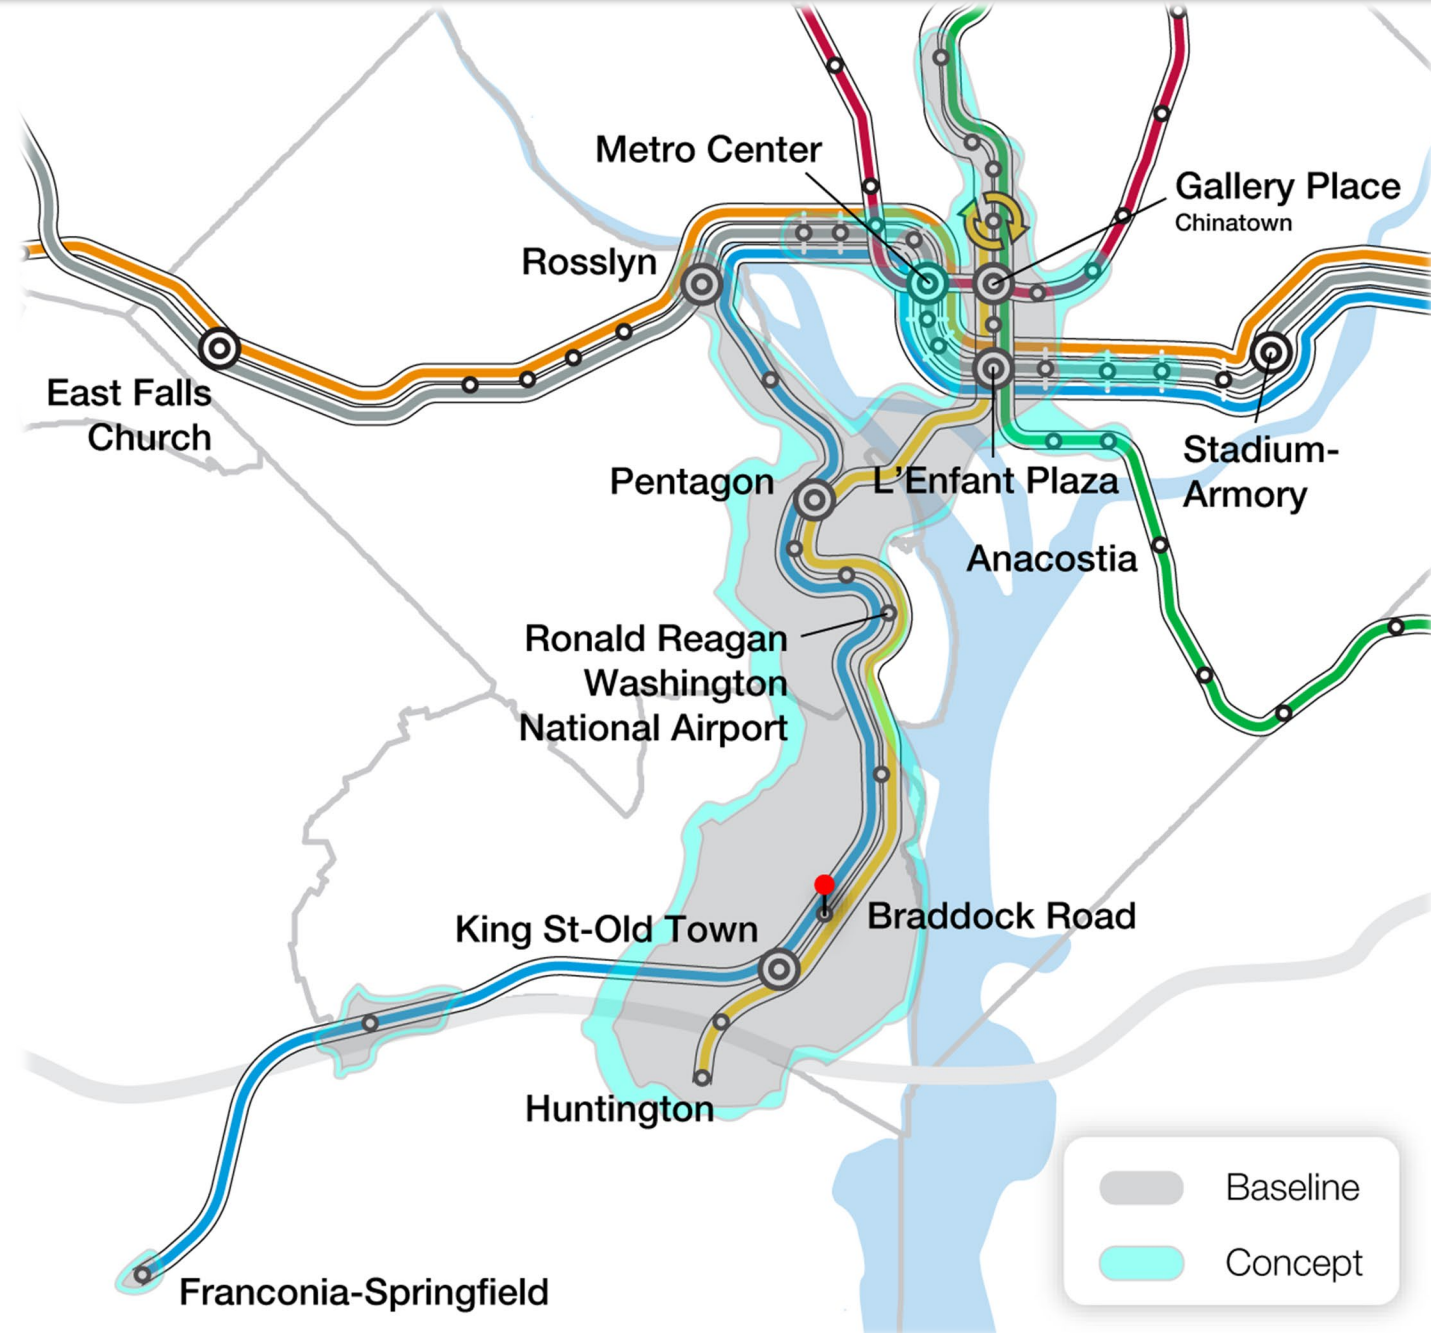 Metro Center
Gallery Place
Chinatown
Rosslyn
East Falls
Church
Stadium-
Armory
Pentagon
L'Enfant Plaza
Anacostia
Ronald Reagan
Washington
National Airport
King St-Old Town
Braddock Road
Huntington
Franconia-Springfield
Baseline
Concept